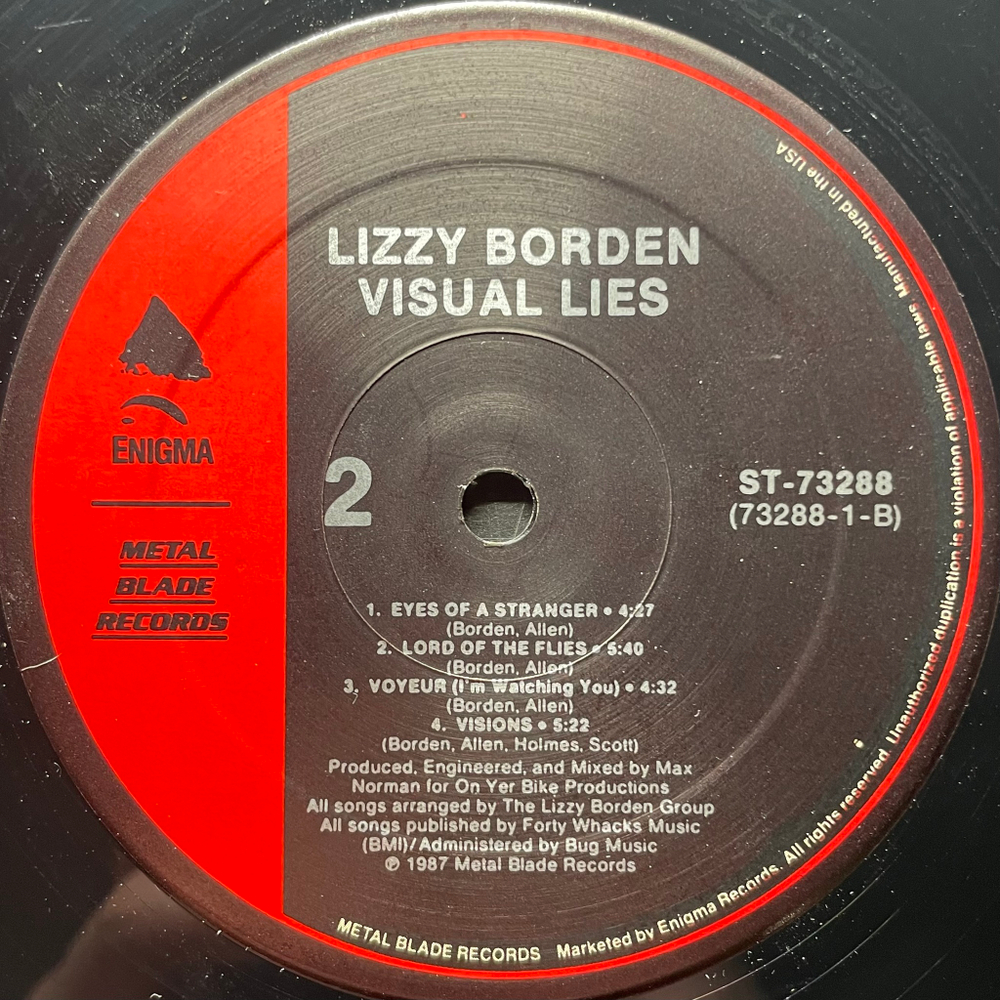 LIZZY BORDEN
VISUAL LIES
ENIGMA
METAL
BLADE
RECORDS
2
ST-73288
(73288-1-B)
1. EYES OF A STRANGER • 4:27
(Borden, Allen)
2. LORD OF THE FLIES • 5:40
(Borden, Allen)
3. VOYEUR (I'm Watching You) • 4:32
(Borden, Allen)
4. VISIONS • 5:22
(Borden, Allen, Holmes, Scott)
Produced, Engineered, and Mixed by Max
Norman for On Yer Bike Productions
All songs arranged by The Lizzy Borden Group
All songs published by Forty Whacks Music
(BMI)/Administered by Bug Music
℗ 1987 Metal Blade Records
METAL BLADE RECORDS Marketed by Enigma Records. All rights reserved. Unauthorized duplication is a violation of applicable laws. Manufactured in the USA